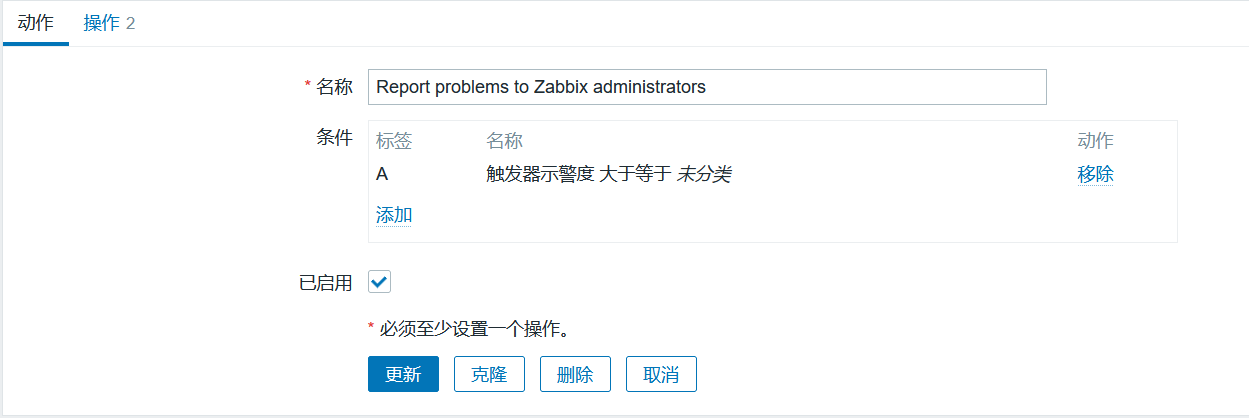 动作 操作 2
* 名称 Report problems to Zabbix administrators
条件 标签 名称 动作
A 触发器示警度 大于等于 未分类 移除
添加
已启用
* 必须至少设置一个操作。
更新 克隆 删除 取消